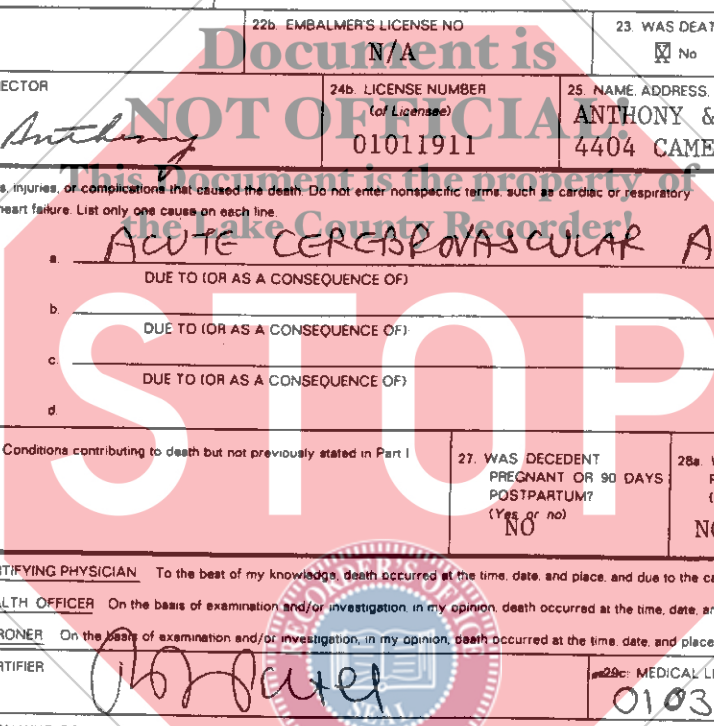 22b. EMBALMER'S LICENSE NO
N/A
23. WAS DEAT
No
Document is
ECTOR
Anthony
24b. LICENSE NUMBER
(of Licensee)
01011911
25. NAME, ADDRESS,
ANTHONY &
4404 CAME
NOT OFFICIAL!
This Document is the property of
the Lake County Recorder!
s, injuries, or complications that caused the death. Do not enter nonspecific terms, such as cardiac or respiratory
heart failure. List only one cause on each line.
a. ACUTE CEREBROVASCULAR A
DUE TO (OR AS A CONSEQUENCE OF)
b.
DUE TO (OR AS A CONSEQUENCE OF)
c.
DUE TO (OR AS A CONSEQUENCE OF)
d.
STOP
Conditions contributing to death but not previously stated in Part I
27. WAS DECEDENT
PREGNANT OR 90 DAYS
POSTPARTUM?
(Yes or no)
NO
28a.
TIFYING PHYSICIAN To the best of my knowledge, death occurred at the time, date, and place, and due to the ca
LTH OFFICER On the basis of examination and/or investigation, in my opinion, death occurred at the time, date, an
RONER On the basis of examination and/or investigation, in my opinion, death occurred at the time, date, and place
RECORDER'S OFFICE
SEAL
RTIFIER
29c. MEDICAL LI
0103